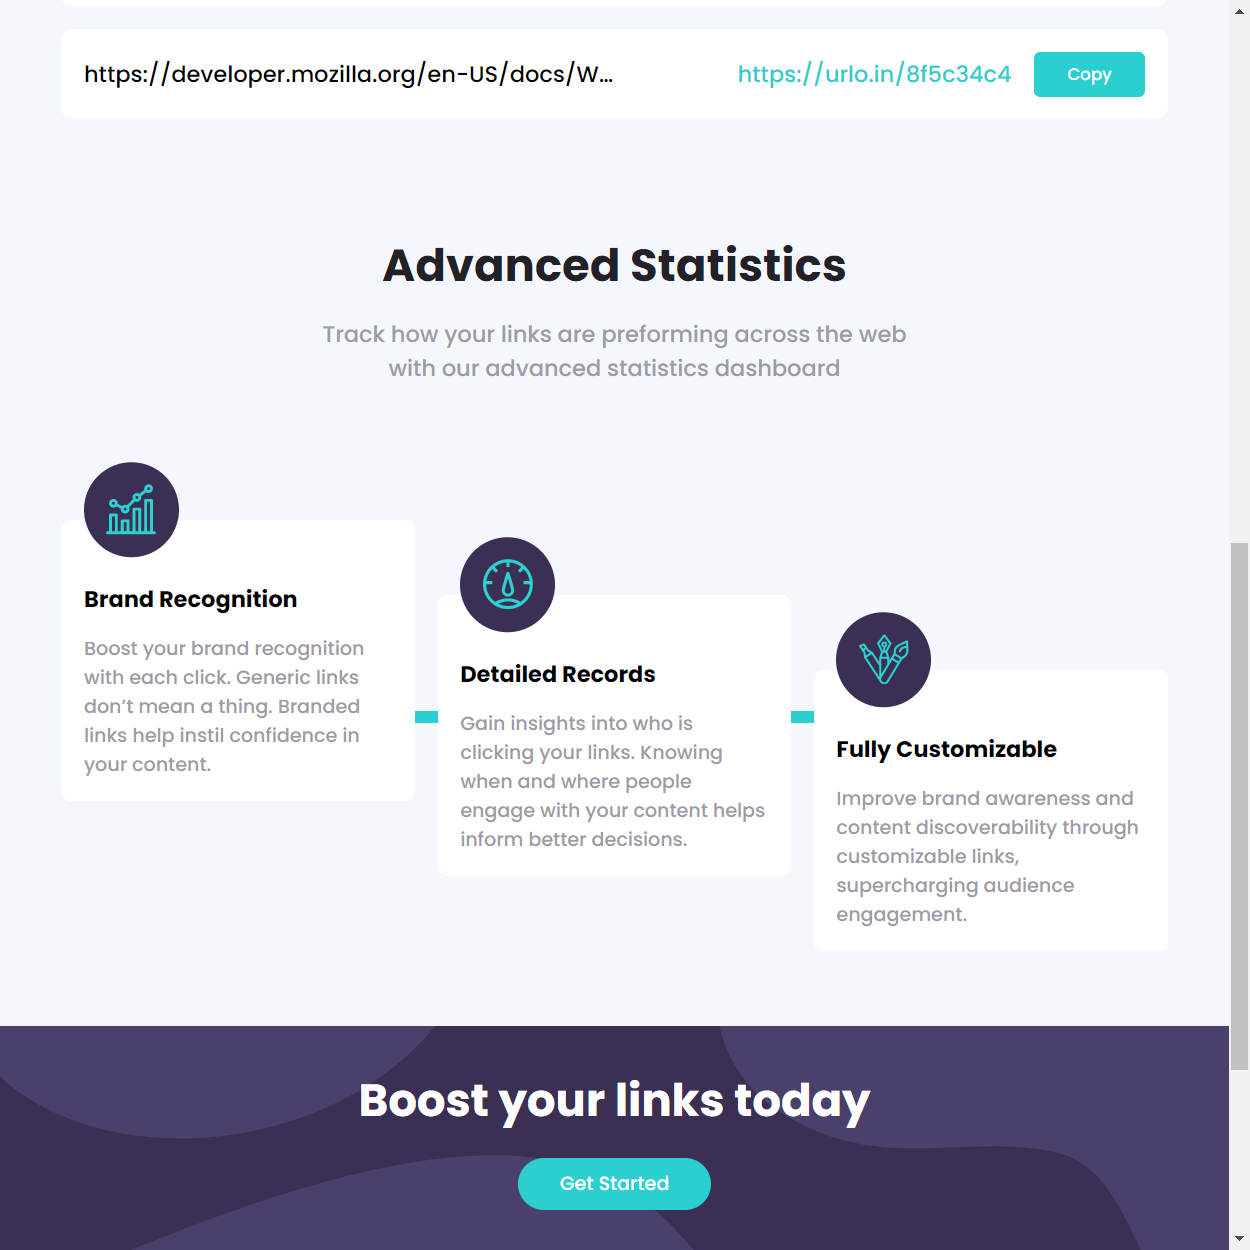 https://developer.mozilla.org/en-US/docs/W...
https://urlo.in/8f5c34c4
Copy
Advanced Statistics
Track how your links are preforming across the web
with our advanced statistics dashboard
Brand Recognition
Boost your brand recognition
with each click. Generic links
don’t mean a thing. Branded
links help instil confidence in
your content.
Detailed Records
Gain insights into who is
clicking your links. Knowing
when and where people
engage with your content helps
inform better decisions.
Fully Customizable
Improve brand awareness and
content discoverability through
customizable links,
supercharging audience
engagement.
Boost your links today
Get Started